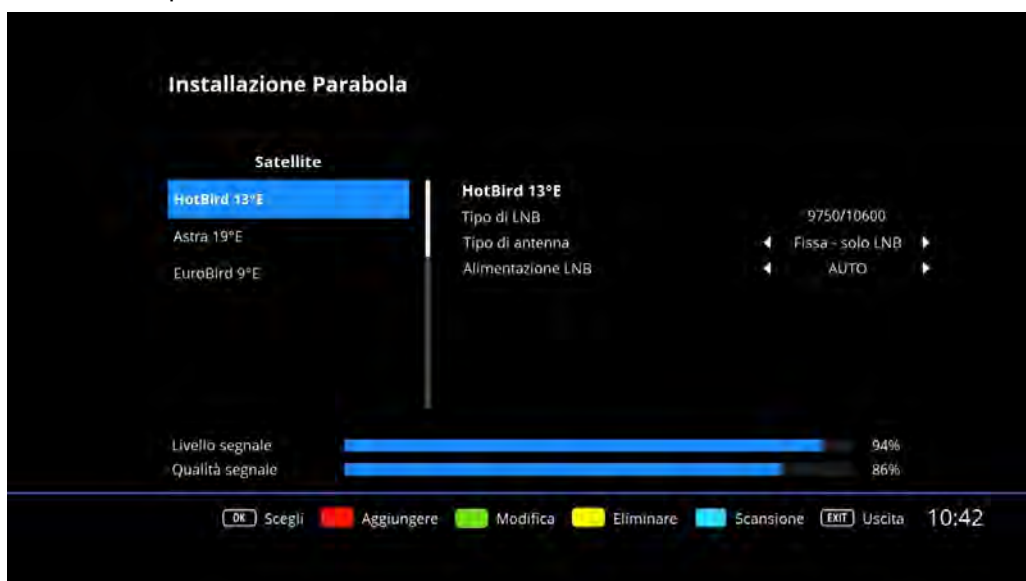 Installazione Parabola
Satellite
HotBird 13°E
Astra 19°E
EuroBird 9°E
HotBird 13°E
Tipo di LNB 9750/10600
Tipo di antenna Fissa - solo LNB
Alimentazione LNB AUTO
Livello segnale 94%
Qualità segnale 86%
OK Scegli Aggiungere Modifica Eliminare Scansione EXIT Uscita 10:42